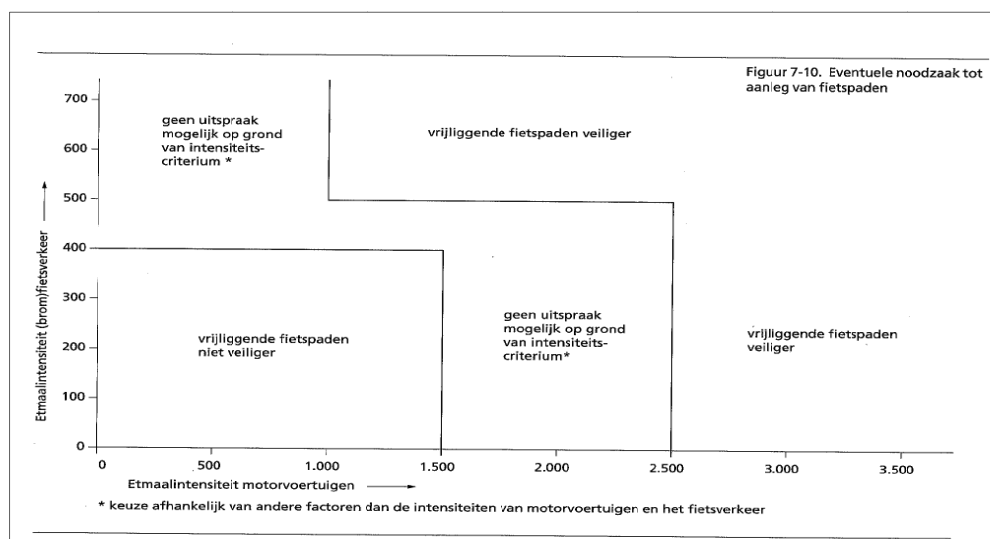 Figuur 7-10. Eventuele noodzaak tot
aanleg van fietspaden
Etmaalintensiteit (brom)fietsverkeer
700
600
500
400
300
200
100
0
geen uitspraak
mogelijk op grond
van intensiteits-
criterium *
vrijliggende fietspaden veiliger
vrijliggende fietspaden
niet veiliger
geen uitspraak
mogelijk op grond
van intensiteits-
criterium*
vrijliggende fietspaden
veiliger
0
500
1.000
1.500
2.000
2.500
3.000
3.500
Etmaalintensiteit motorvoertuigen
* keuze afhankelijk van andere factoren dan de intensiteiten van motorvoertuigen en het fietsverkeer